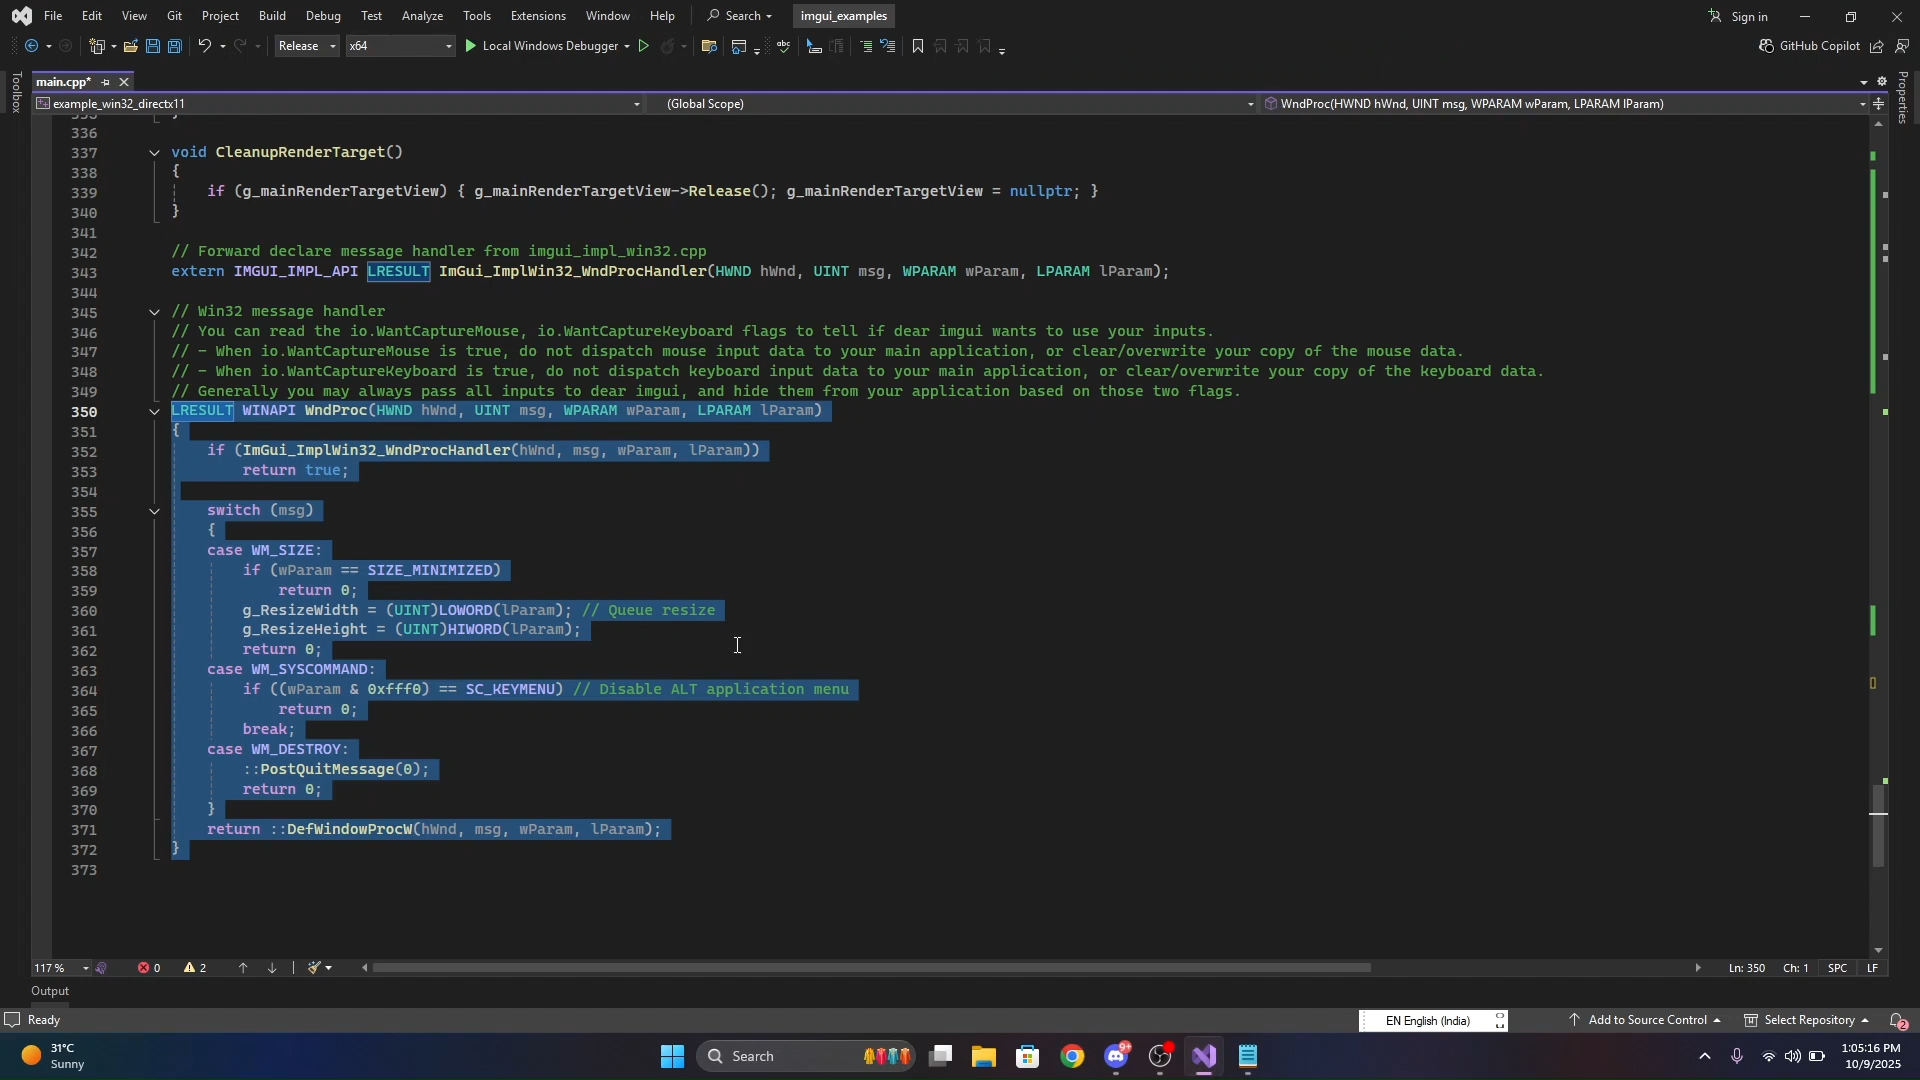 File Edit View Git Project Build Debug Test Analyze Tools Extensions Window Help Search imgui_examples Sign in
Release x64 Local Windows Debugger GitHub Copilot
main.cpp*
example_win32_directx11 (Global Scope) WndProc(HWND hWnd, UINT msg, WPARAM wParam, LPARAM lParam)
Toolbox
Properties
336
337 void CleanupRenderTarget()
338 {
339 if (g_mainRenderTargetView) { g_mainRenderTargetView->Release(); g_mainRenderTargetView = nullptr; }
340 }
341
342 // Forward declare message handler from imgui_impl_win32.cpp
343 extern IMGUI_IMPL_API LRESULT ImGui_ImplWin32_WndProcHandler(HWND hWnd, UINT msg, WPARAM wParam, LPARAM lParam);
344
345 // Win32 message handler
346 // You can read the io.WantCaptureMouse, io.WantCaptureKeyboard flags to tell if dear imgui wants to use your inputs.
347 // - When io.WantCaptureMouse is true, do not dispatch mouse input data to your main application, or clear/overwrite your copy of the mouse data.
348 // - When io.WantCaptureKeyboard is true, do not dispatch keyboard input data to your main application, or clear/overwrite your copy of the keyboard data.
349 // Generally you may always pass all inputs to dear imgui, and hide them from your application based on those two flags.
350 LRESULT WINAPI WndProc(HWND hWnd, UINT msg, WPARAM wParam, LPARAM lParam)
351 {
352 if (ImGui_ImplWin32_WndProcHandler(hWnd, msg, wParam, lParam))
353 return true;
354
355 switch (msg)
356 {
357 case WM_SIZE:
358 if (wParam == SIZE_MINIMIZED)
359 return 0;
360 g_ResizeWidth = (UINT)LOWORD(lParam); // Queue resize
361 g_ResizeHeight = (UINT)HIWORD(lParam);
362 return 0;
363 case WM_SYSCOMMAND:
364 if ((wParam & 0xfff0) == SC_KEYMENU) // Disable ALT application menu
365 return 0;
366 break;
367 case WM_DESTROY:
368 ::PostQuitMessage(0);
369 return 0;
370 }
371 return ::DefWindowProcW(hWnd, msg, wParam, lParam);
372 }
373
117 % 0 2 Ln: 350 Ch: 1 SPC LF
Output
Ready EN English (India) Add to Source Control Select Repository 2
31°C
Sunny
Search
9+
1:05:16 PM
10/9/2025